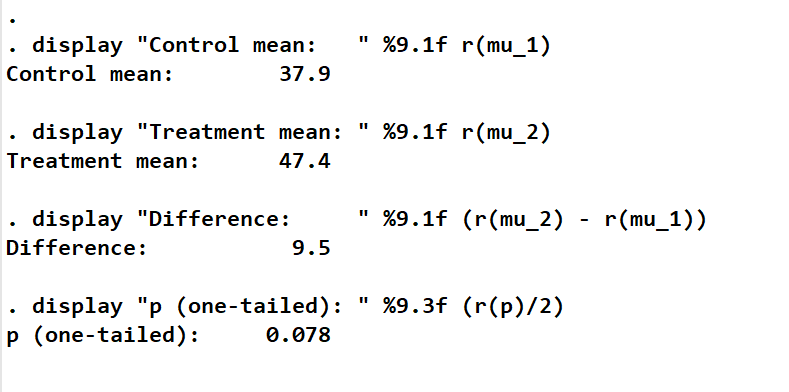 .
. display "Control mean:   " %9.1f r(mu_1)
Control mean:        37.9
. display "Treatment mean: " %9.1f r(mu_2)
Treatment mean:      47.4
. display "Difference:     " %9.1f (r(mu_2) - r(mu_1))
Difference:           9.5
. display "p (one-tailed): " %9.3f (r(p)/2)
p (one-tailed):     0.078